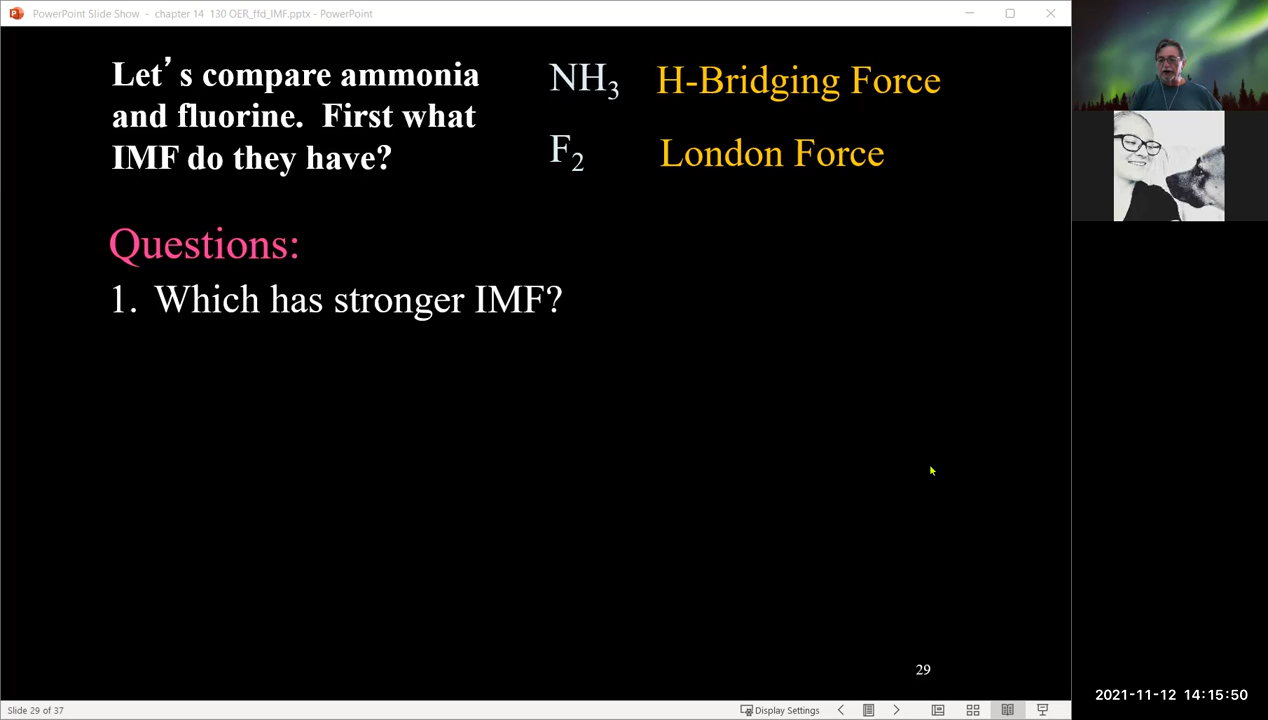 PowerPoint Slide Show - chapter 14 130 OER_ffd_IMF.pptx - PowerPoint
Let's compare ammonia
and fluorine. First what
IMF do they have?
NH3 H-Bridging Force
F2 London Force
Questions:
1. Which has stronger IMF?
29
2021-11-12 14:15:50
Slide 29 of 37
Display Settings